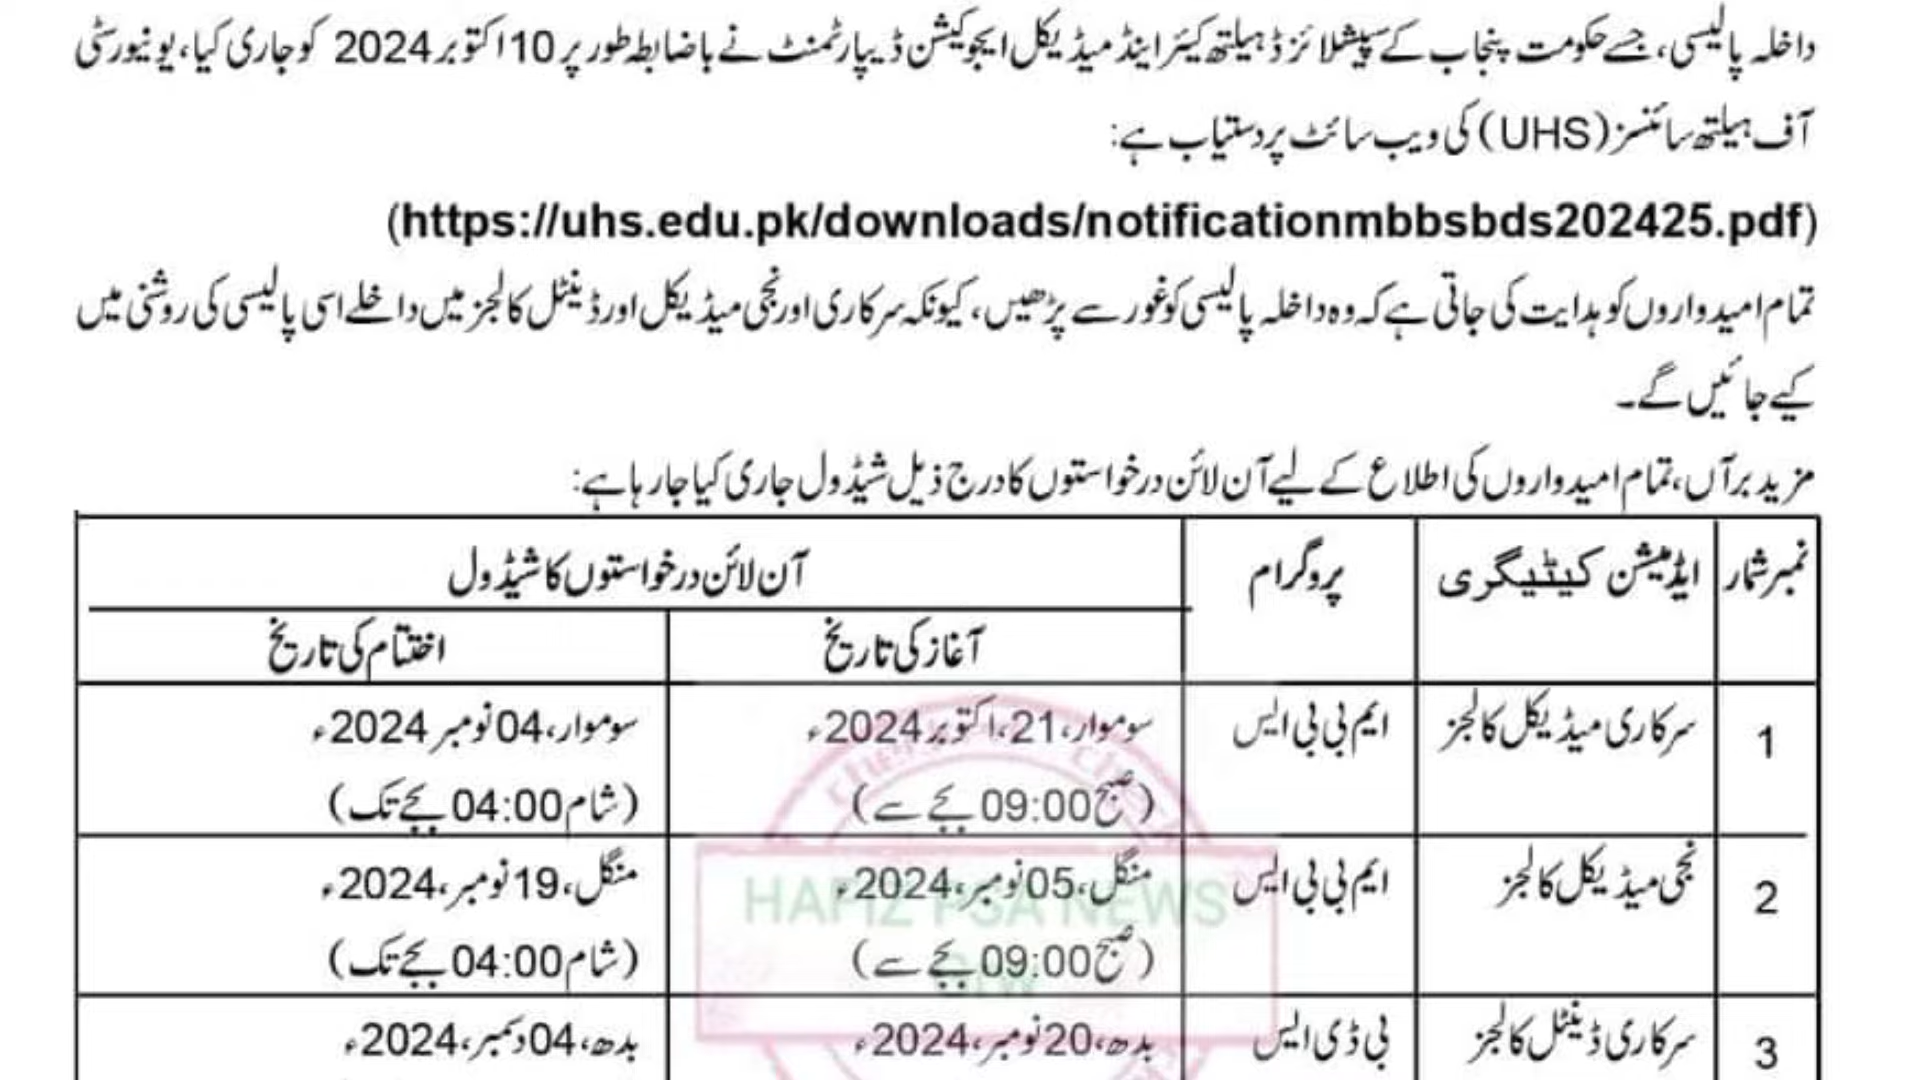 داخلہ پالیسی، جسے حکومت پنجاب کے سپیشلائزڈ ہیلتھ کیئر اینڈ میڈیکل ایجوکیشن ڈیپارٹمنٹ نے باضابطہ طور پر 10 اکتوبر 2024 کو جاری کیا، یونیورسٹی
آف ہیلتھ سائنسز (UHS) کی ویب سائٹ پر دستیاب ہے:
(https://uhs.edu.pk/downloads/notificationmbbsbds202425.pdf)
تمام امیدواروں کو ہدایت کی جاتی ہے کہ وہ داخلہ پالیسی کو غور سے پڑھیں، کیونکہ سرکاری اور نجی میڈیکل اور ڈینٹل کالجز میں داخلے اسی پالیسی کی روشنی میں
کیے جائیں گے۔
مزید برآں، تمام امیدواروں کی اطلاع کے لیے آن لائن درخواستوں کا درج ذیل شیڈول جاری کیا جا رہا ہے:
نمبر شمار ایڈمیشن کیٹیگری پروگرام آن لائن درخواستوں کا شیڈول
آغاز کی تاریخ اختتام کی تاریخ
1 سرکاری میڈیکل کالجز ایم بی بی ایس سوموار، 21، اکتوبر 2024ء سوموار، 04 نومبر 2024ء
(صبح 09:00 بجے سے) (شام 04:00 بجے تک)
2 نجی میڈیکل کالجز ایم بی بی ایس منگل، 05 نومبر، 2024ء منگل، 19 نومبر، 2024ء
HAFIZ PSA NEWS
(صبح 09:00 بجے سے) (شام 04:00 بجے تک)
3 سرکاری ڈینٹل کالجز بی ڈی ایس بدھ، 20 نومبر، 2024ء بدھ، 04 دسمبر، 2024ء